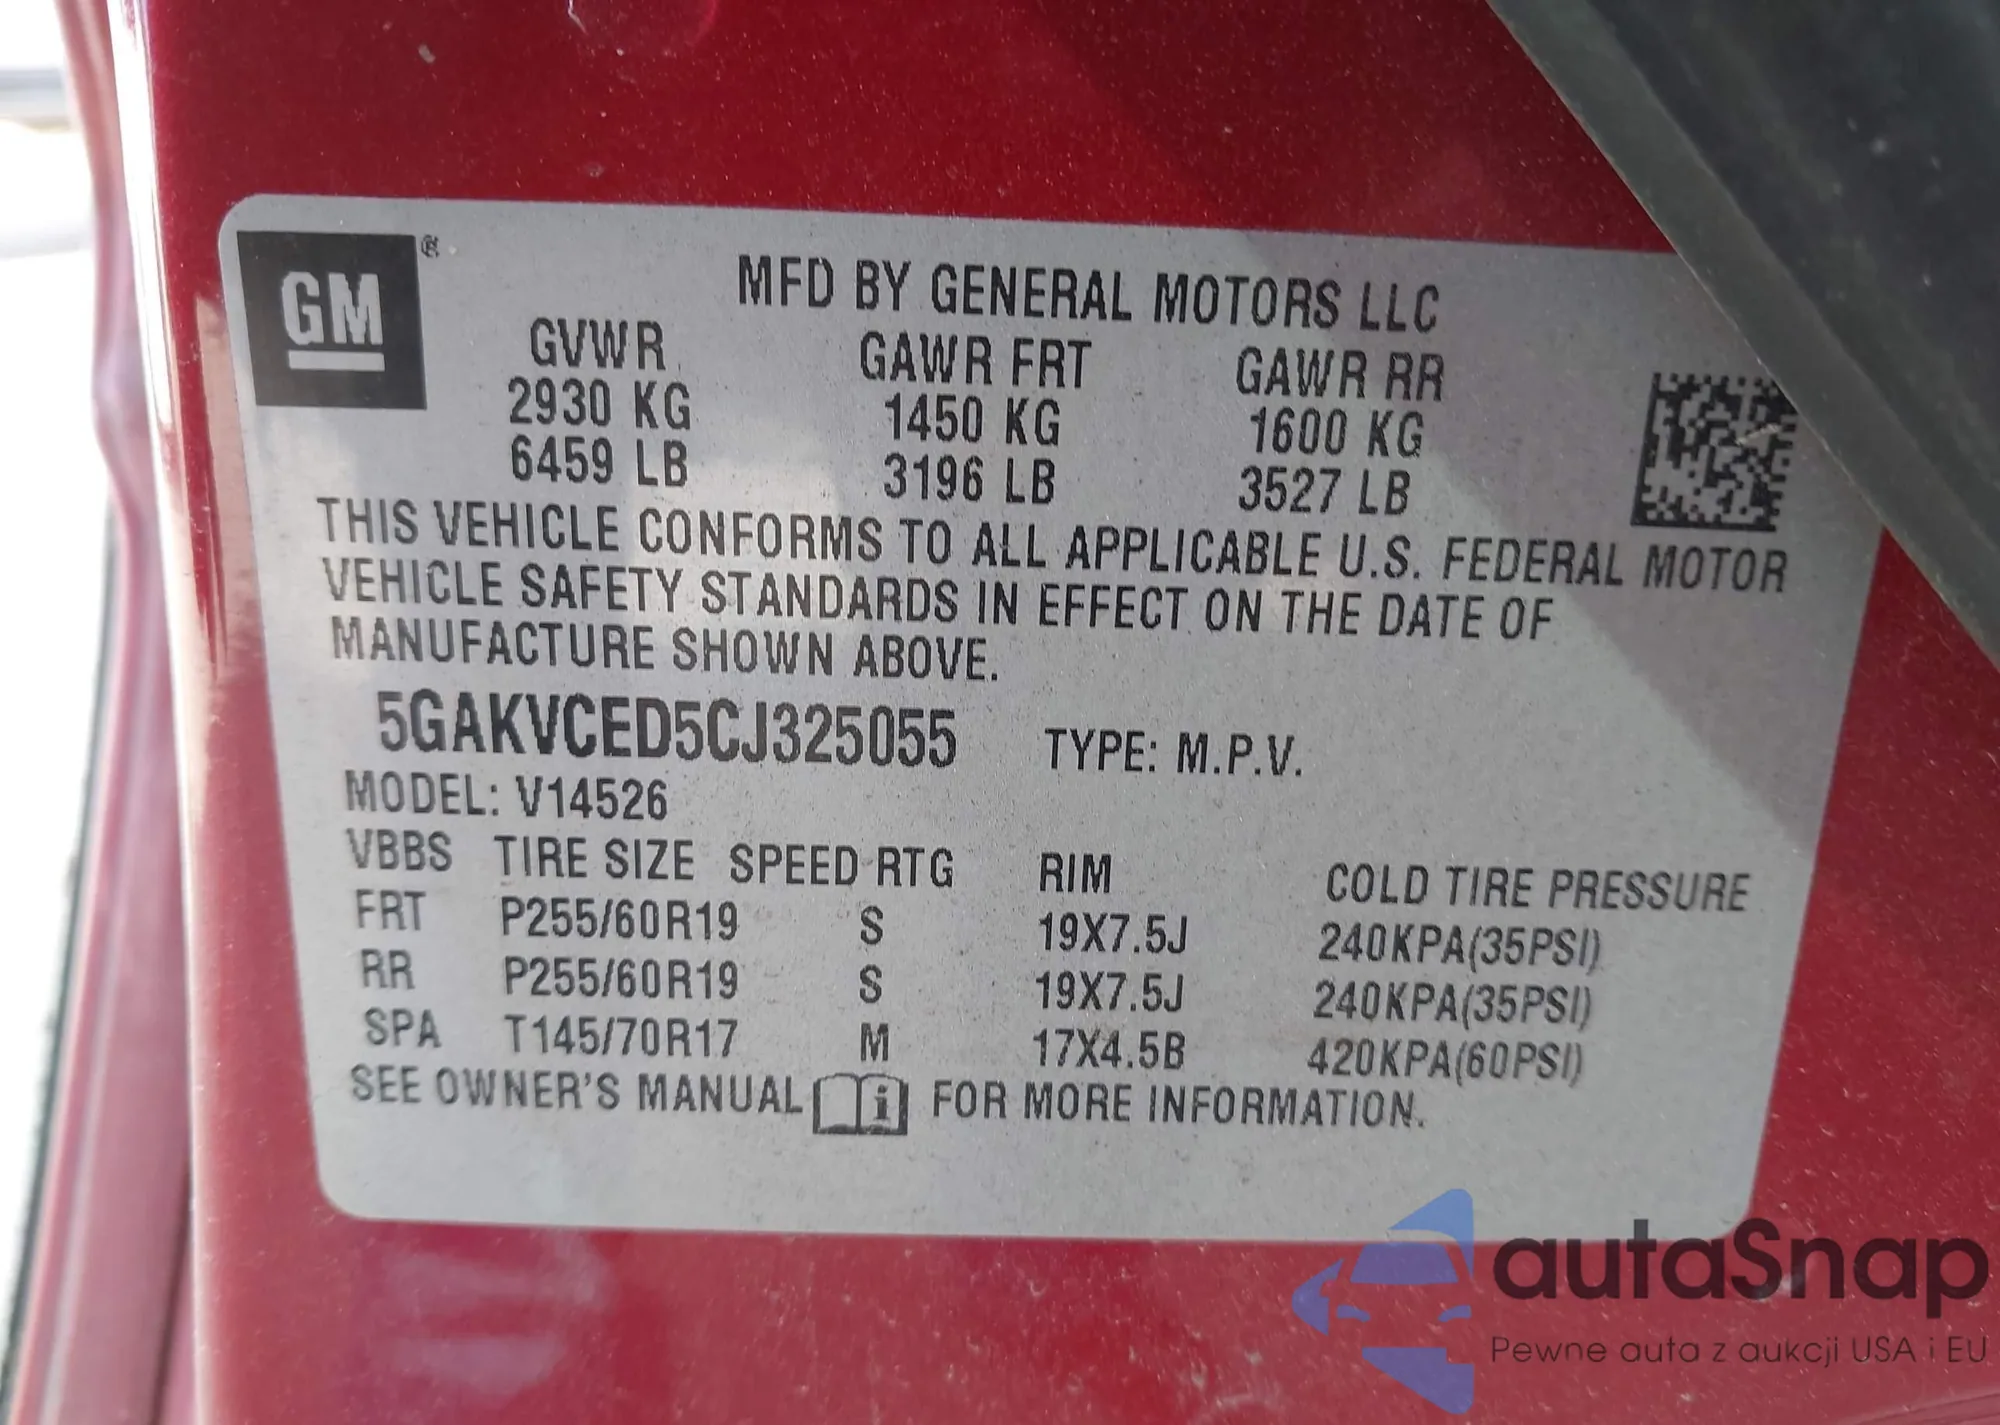 GM ®
MFD BY GENERAL MOTORS LLC
GVWR GAWR FRT GAWR RR
2930 KG 1450 KG 1600 KG
6459 LB 3196 LB 3527 LB
THIS VEHICLE CONFORMS TO ALL APPLICABLE U.S. FEDERAL MOTOR
VEHICLE SAFETY STANDARDS IN EFFECT ON THE DATE OF
MANUFACTURE SHOWN ABOVE.
5GAKVCED5CJ325055 TYPE: M.P.V.
MODEL: V14526
VBBS TIRE SIZE SPEED RTG RIM COLD TIRE PRESSURE
FRT P255/60R19 S 19X7.5J 240KPA(35PSI)
RR P255/60R19 S 19X7.5J 240KPA(35PSI)
SPA T145/70R17 M 17X4.5B 420KPA(60PSI)
SEE OWNER'S MANUAL i FOR MORE INFORMATION.
autoSnap
Pewne auta z aukcji USA i EU